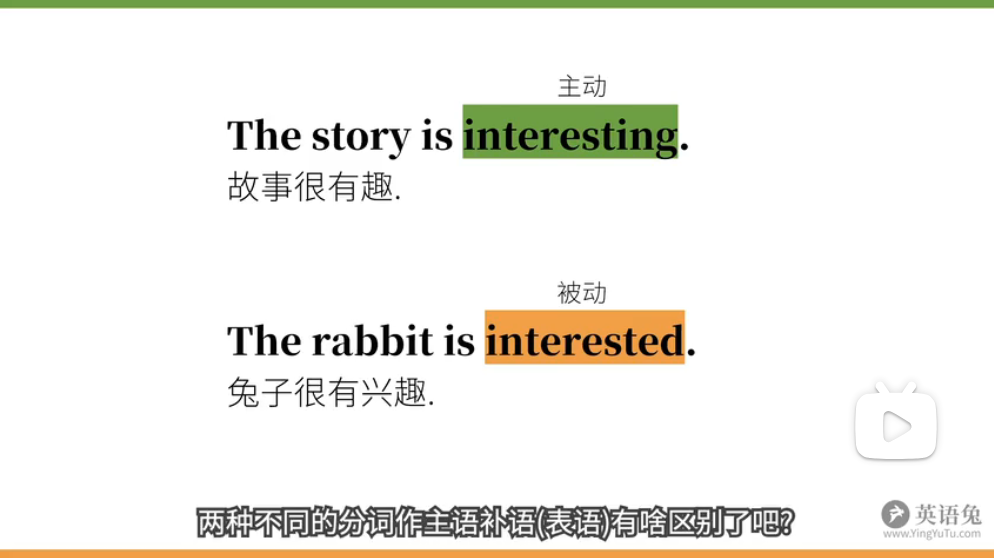 主动
The story is interesting.
故事很有趣.
被动
The rabbit is interested.
兔子很有兴趣.
两种不同的分词作主语补语(表语)有啥区别了吧?
英语兔
www.YingYuTu.com